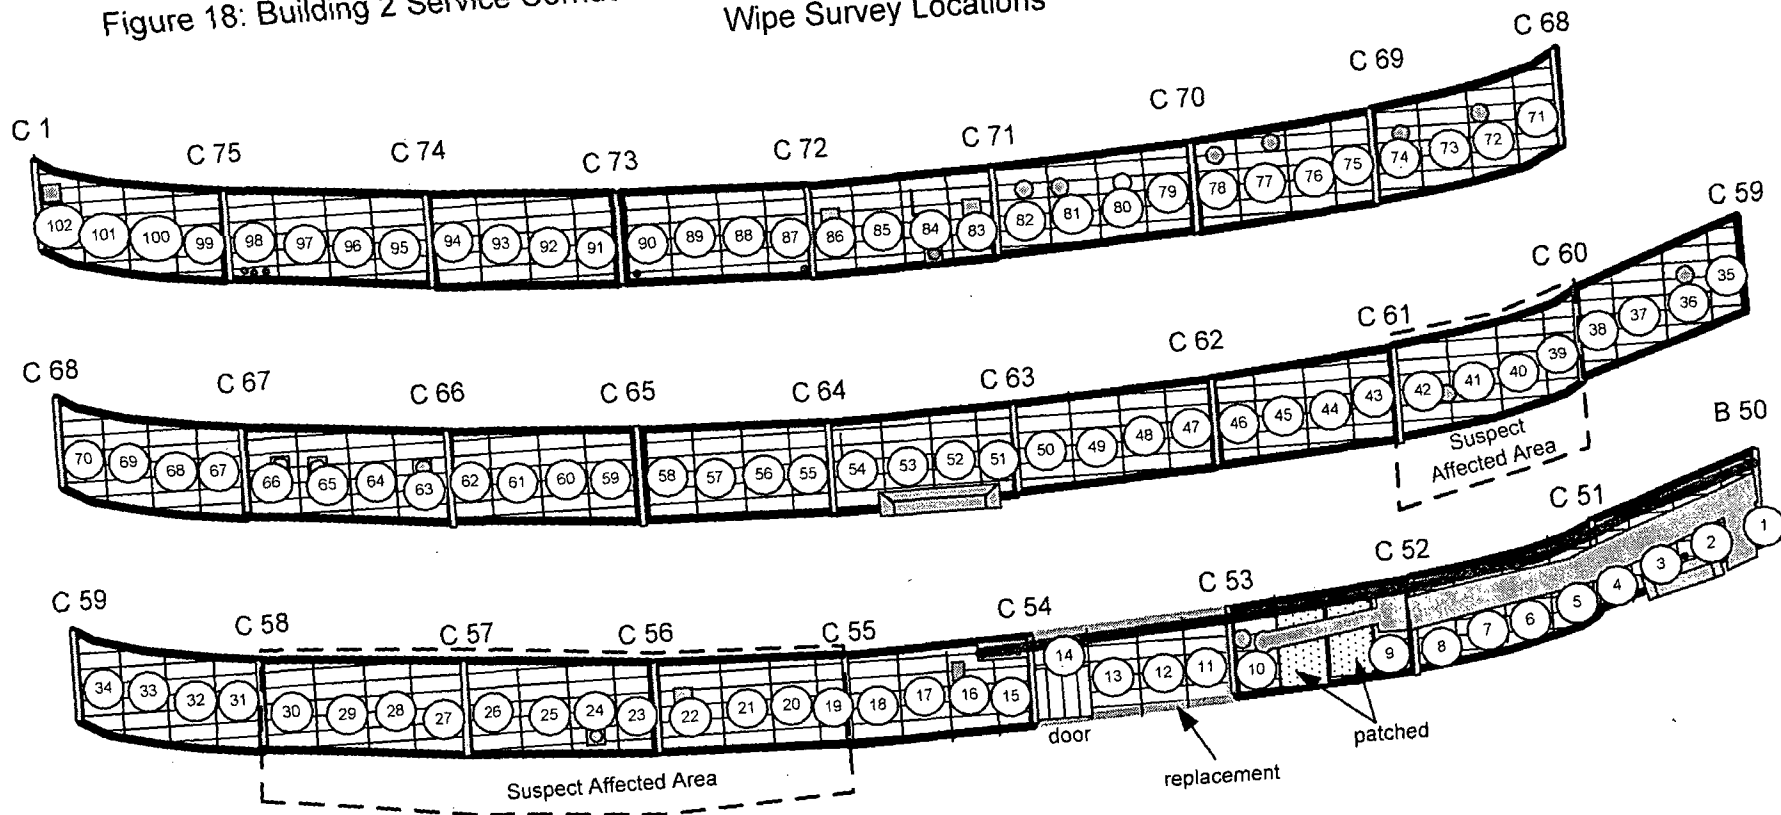 Figure 18: Building 2 Service
Wipe Survey Locations
C 1 C 75 C 74 C 73 C 72 C 71 C 70 C 69 C 68
102 101 100 99 98 97 96 95 94 93 92 91 90 89 88 87 86 85 84 83 82 81 80 79 78 77 76 75 74 73 72 71
C 68 C 67 C 66 C 65 C 64 C 63 C 62 C 61 C 60 C 59
70 69 68 67 66 65 64 63 62 61 60 59 58 57 56 55 54 53 52 51 50 49 48 47 46 45 44 43 42 41 40 39 38 37 36 35
Suspect
Affected Area
C 59 C 58 C 57 C 56 C 55 C 54 C 53 C 52 C 51 B 50
34 33 32 31 30 29 28 27 26 25 24 23 22 21 20 19 18 17 16 15 14 13 12 11 10 9 8 7 6 5 4 3 2 1
door
patched
replacement
Suspect Affected Area